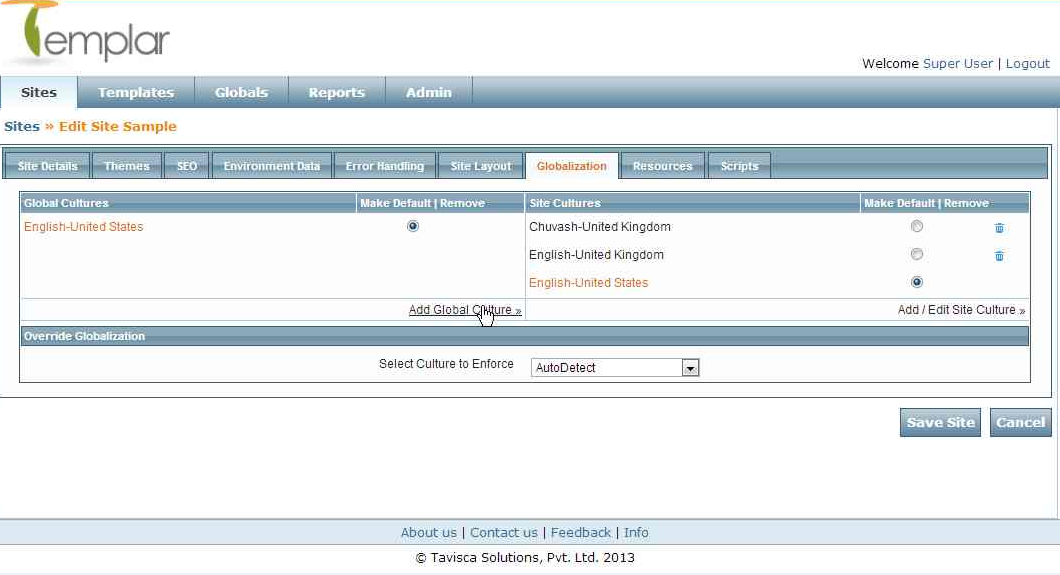 Templar
Welcome Super User | Logout
Sites Templates Globals Reports Admin
Sites » Edit Site Sample
Site Details Themes SEO Environment Data Error Handling Site Layout Globalization Resources Scripts
Global Cultures Make Default | Remove Site Cultures Make Default | Remove
English-United States Chuvash-United Kingdom
English-United Kingdom
English-United States
Add Global Culture » Add / Edit Site Culture »
Override Globalization
Select Culture to Enforce AutoDetect
Save Site Cancel
About us | Contact us | Feedback | Info
© Tavisca Solutions, Pvt. Ltd. 2013